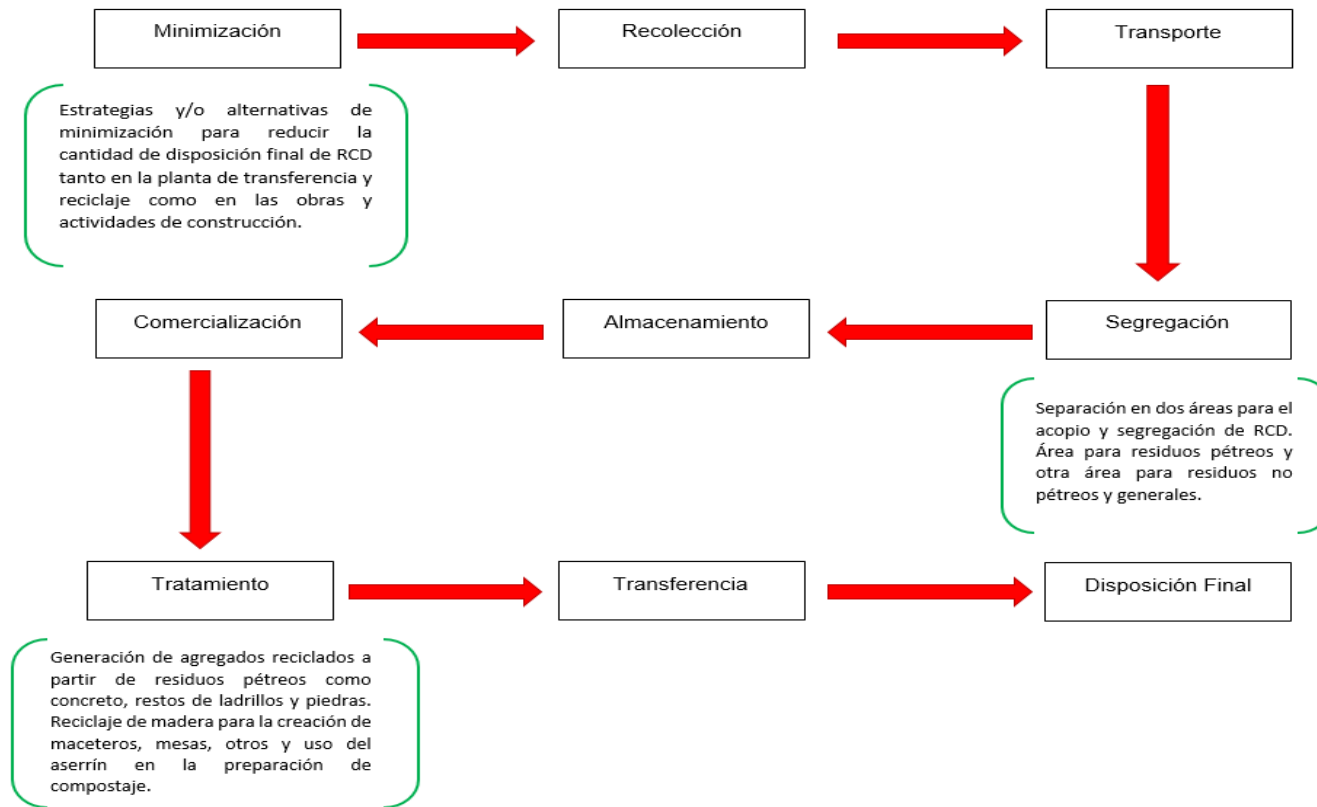 Minimización
Recolección
Transporte
Estrategias y/o alternativas de
minimización para reducir la
cantidad de disposición final de RCD
tanto en la planta de transferencia y
reciclaje como en las obras y
actividades de construcción.
Comercialización
Almacenamiento
Segregación
Separación en dos áreas para el
acopio y segregación de RCD.
Área para residuos pétreos y
otra área para residuos no
pétreos y generales.
Tratamiento
Transferencia
Disposición Final
Generación de agregados reciclados a
partir de residuos pétreos como
concreto, restos de ladrillos y piedras.
Reciclaje de madera para la creación de
maceteros, mesas, otros y uso del
aserrín en la preparación de
compostaje.